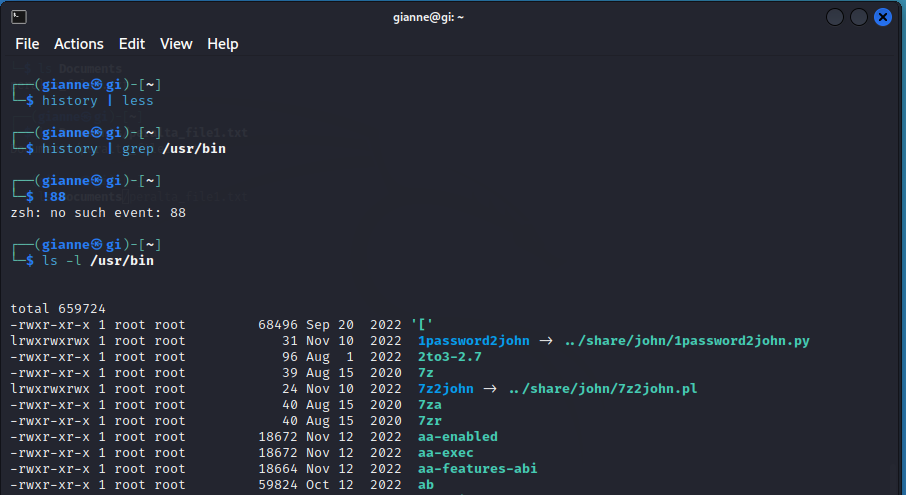 gianne@gi: ~
File Actions Edit View Help
┌──(gianne㉿gi)-[~]
└─$ history | less
┌──(gianne㉿gi)-[~]
└─$ history | grep /usr/bin
┌──(gianne㉿gi)-[~]
└─$ !88
zsh: no such event: 88
┌──(gianne㉿gi)-[~]
└─$ ls -l /usr/bin
total 659724
-rwxr-xr-x 1 root root 68496 Sep 20 2022 '['
lrwxrwxrwx 1 root root 31 Nov 10 2022 1password2john -> ../share/john/1password2john.py
-rwxr-xr-x 1 root root 96 Aug 1 2022 2to3-2.7
-rwxr-xr-x 1 root root 39 Aug 15 2020 7z
lrwxrwxrwx 1 root root 24 Nov 10 2022 7z2john -> ../share/john/7z2john.pl
-rwxr-xr-x 1 root root 40 Aug 15 2020 7za
-rwxr-xr-x 1 root root 40 Aug 15 2020 7zr
-rwxr-xr-x 1 root root 18672 Nov 12 2022 aa-enabled
-rwxr-xr-x 1 root root 18672 Nov 12 2022 aa-exec
-rwxr-xr-x 1 root root 18664 Nov 12 2022 aa-features-abi
-rwxr-xr-x 1 root root 59824 Oct 12 2022 ab